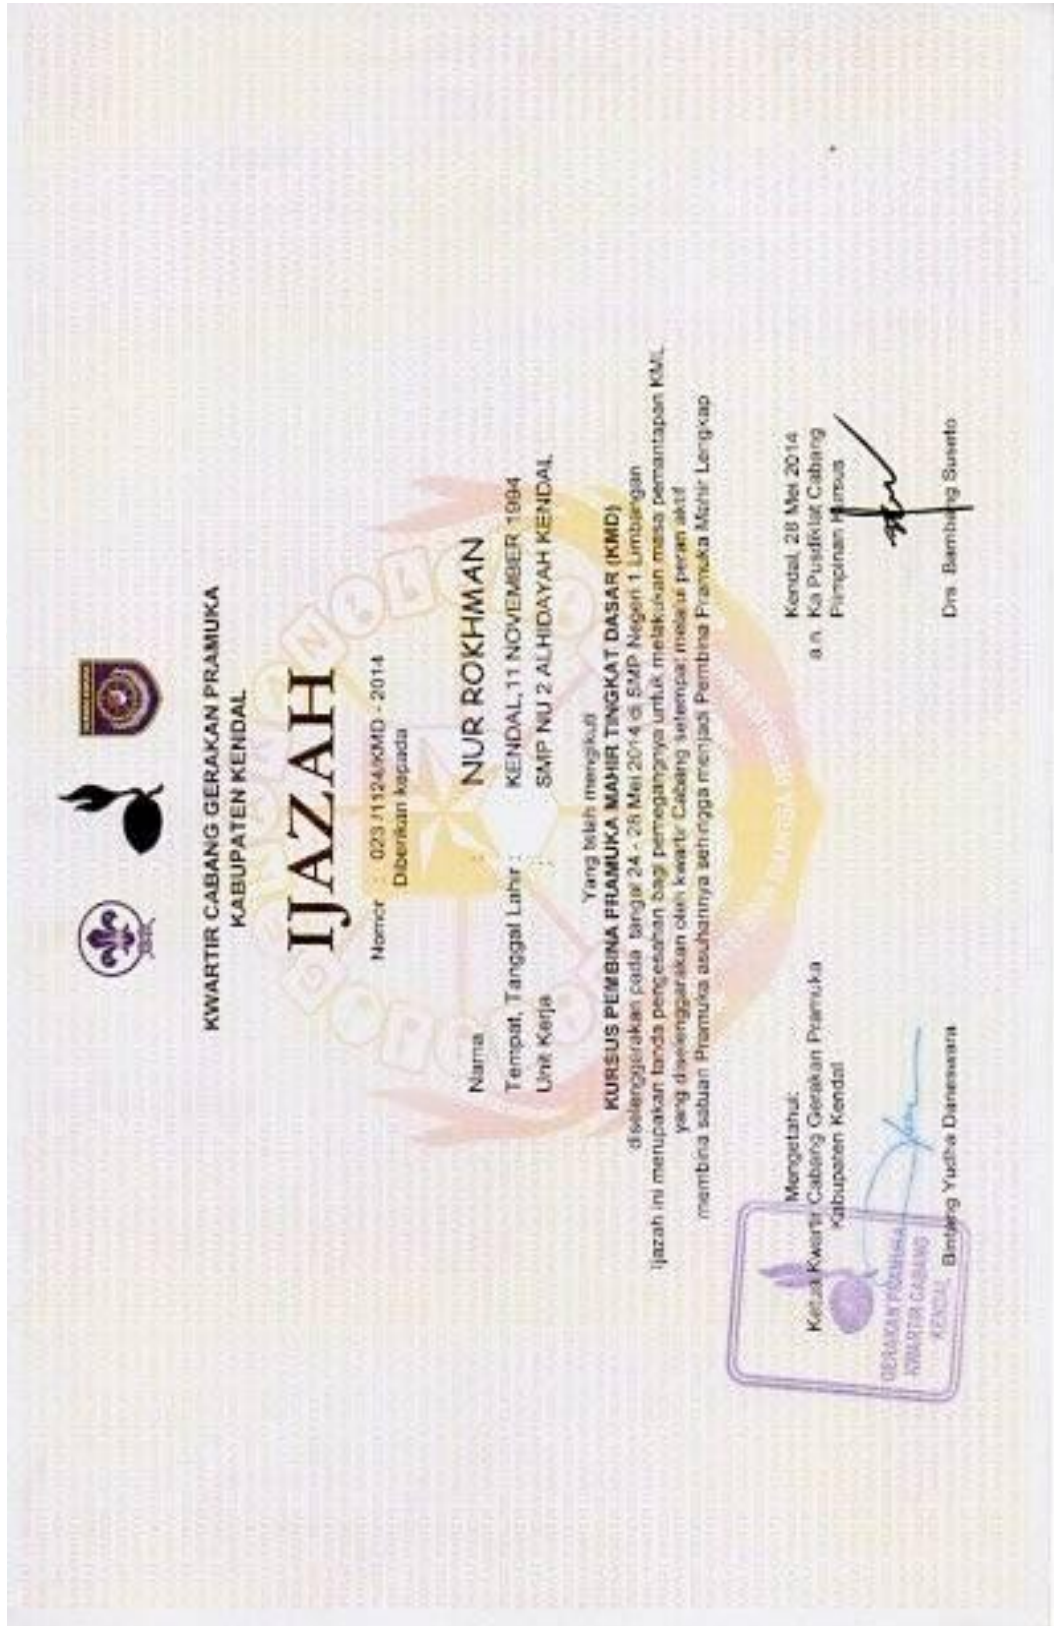 KWARTIR CABANG GERAKAN PRAMUKA
KABUPATEN KENDAL
IJAZAH
Nomor : 023 /1124/KMD - 2014
Diberikan kepada
Nama : NUR ROKHMAN
Tempat, Tanggal Lahir : KENDAL, 11 NOVEMBER 1994
Unit Kerja : SMP NU 2 ALHIDAYAH KENDAL
Yang telah mengikuti
KURSUS PEMBINA PRAMUKA MAHIR TINGKAT DASAR (KMD)
diselenggarakan pada tanggal 24 - 28 Mei 2014 di SMP Negeri 1 Limbangan
Ijazah ini merupakan tanda pengesahan bagi pemegangnya untuk melakukan masa pemantapan KML
yang diselenggarakan oleh kwartir Cabang setempat melalui peran aktif
membina satuan Pramuka asuhannya sehingga menjadi Pembina Pramuka Mahir Lengkap
Mengetahui:
Ketua Kwartir Cabang Gerakan Pramuka
Kabupaten Kendal
GERAKAN PRAMUKA
KWARTIR CABANG
KENDAL
Bintang Yudha Daneswara
Kendal, 28 Mei 2014
a.n. Ka Pusdiklat Cabang
Pimpinan Kursus
Drs. Bambang Suseto